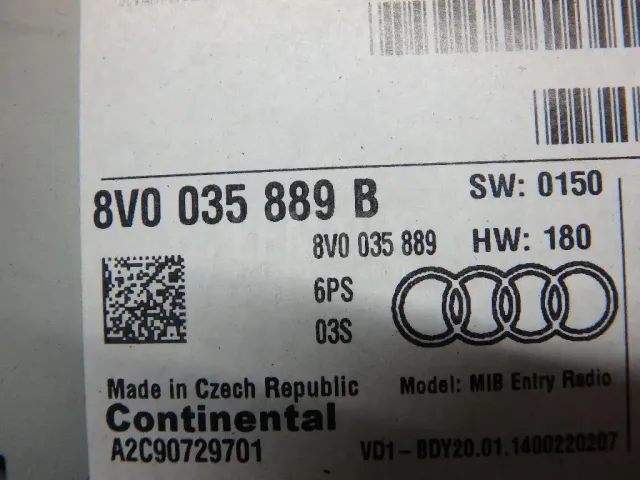 8V0 035 889 B
SW: 0150
8V0 035 889
HW: 180
6PS
03S
Made in Czech Republic
Model: MIB Entry Radio
Continental
A2C90729701
VD1-BDY20.01.1400220207